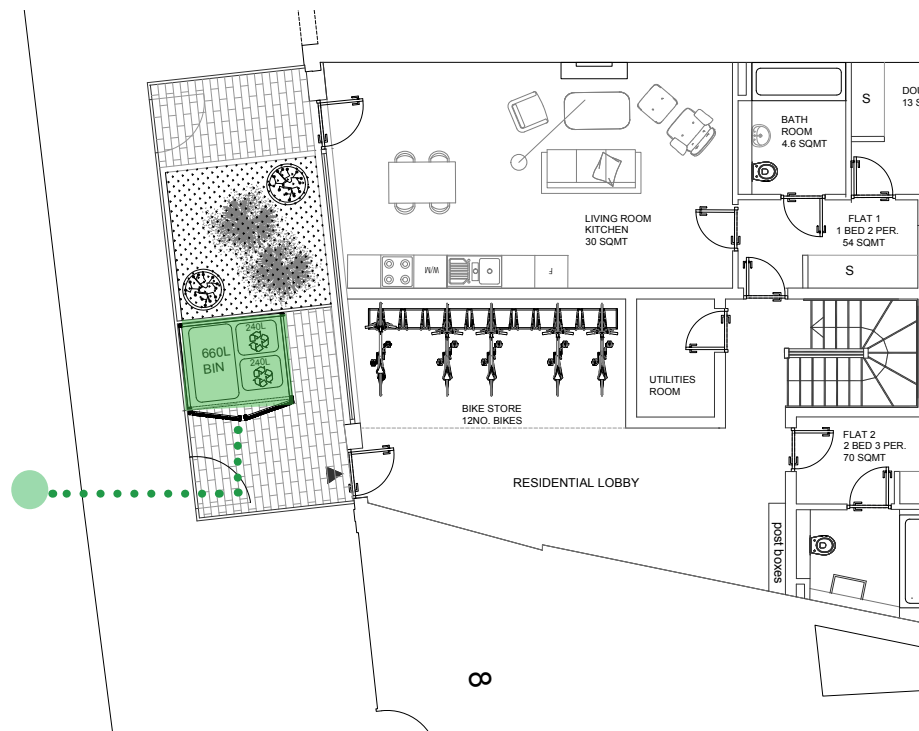 S
DOU
13 S
BATH
ROOM
4.6 SQMT
LIVING ROOM
KITCHEN
30 SQMT
FLAT 1
1 BED 2 PER.
54 SQMT
W/M
F
S
240L
660L
BIN
240L
UTILITIES
ROOM
BIKE STORE
12NO. BIKES
FLAT 2
2 BED 3 PER.
70 SQMT
RESIDENTIAL LOBBY
post boxes
8